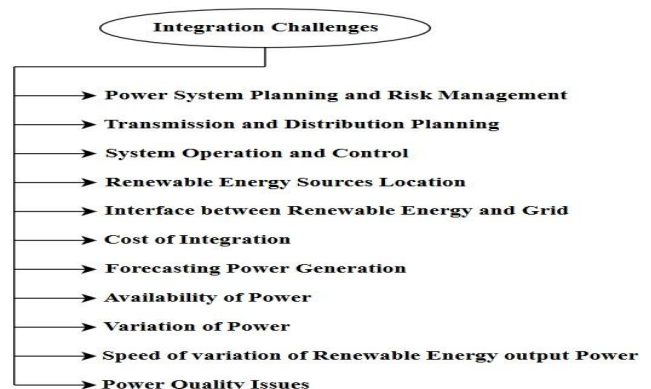 Integration Challenges
Power System Planning and Risk Management
Transmission and Distribution Planning
System Operation and Control
Renewable Energy Sources Location
Interface between Renewable Energy and Grid
Cost of Integration
Forecasting Power Generation
Availability of Power
Variation of Power
Speed of variation of Renewable Energy output Power
Power Quality Issues